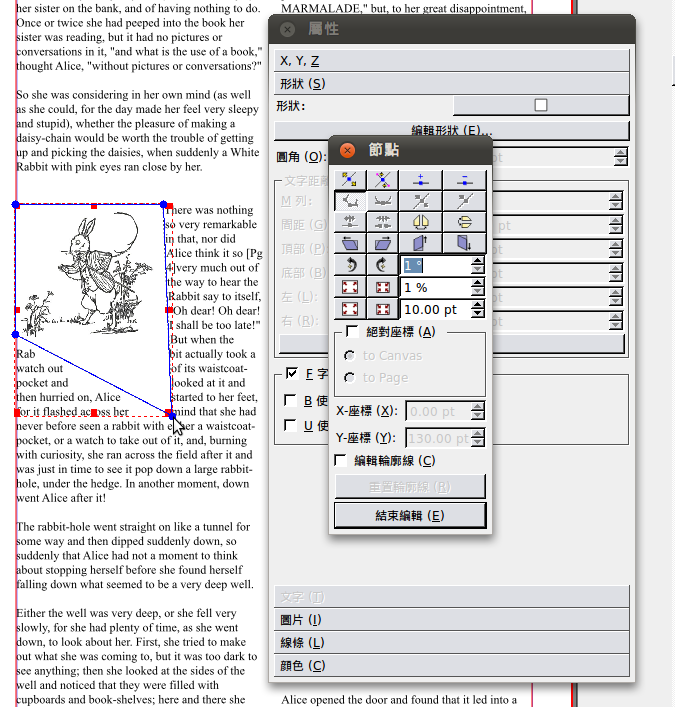 her sister on the bank, and of having nothing to do.
Once or twice she had peeped into the book her
sister was reading, but it had no pictures or
conversations in it, "and what is the use of a book,"
thought Alice, "without pictures or conversations?"
So she was considering in her own mind (as well
as she could, for the day made her feel very sleepy
and stupid), whether the pleasure of making a
daisy-chain would be worth the trouble of getting
up and picking the daisies, when suddenly a White
Rabbit with pink eyes ran close by her.
There was nothing
so very remarkable
in that, nor did
Alice think it so [Pg
4]very much out of
the way to hear the
Rabbit say to itself,
"Oh dear! Oh dear!
I shall be too late!"
But when the
Rab bit actually took a
watch out of its waistcoat-
pocket and looked at it and
then hurried on, Alice started to her feet,
for it flashed across her mind that she had
never before seen a rabbit with either a waistcoat-
pocket, or a watch to take out of it, and, burning
with curiosity, she ran across the field after it and
was just in time to see it pop down a large rabbit-
hole, under the hedge. In another moment, down
went Alice after it!
The rabbit-hole went straight on like a tunnel for
some way and then dipped suddenly down, so
suddenly that Alice had not a moment to think
about stopping herself before she found herself
falling down what seemed to be a very deep well.
Either the well was very deep, or she fell very
slowly, for she had plenty of time, as she went
down, to look about her. First, she tried to make
out what she was coming to, but it was too dark to
see anything; then she looked at the sides of the
well and noticed that they were filled with
cupboards and book-shelves; here and there she
MARMALADE," but, to her great disappointment,
屬性
X, Y, Z
形狀 (S)
形狀:
編輯形狀 (E)...
圓角 (O): pt
文字距離
M 列:
間距 (G) pt
頂部 (P):
底部 (B)
左 (L):
右 (R):
F 字
B 使
U 使
文字 (T)
圖片 (I)
線條 (L)
顔色 (C)
節點
1 °
1 %
10.00 pt
絕對座標 (A)
to Canvas
to Page
X-座標 (X): 0.00 pt
Y-座標 (Y): 130.00 pt
編輯輪廓線 (C)
重置輪廓線 (R)
結束編輯 (E)
Alice opened the door and found that it led into a